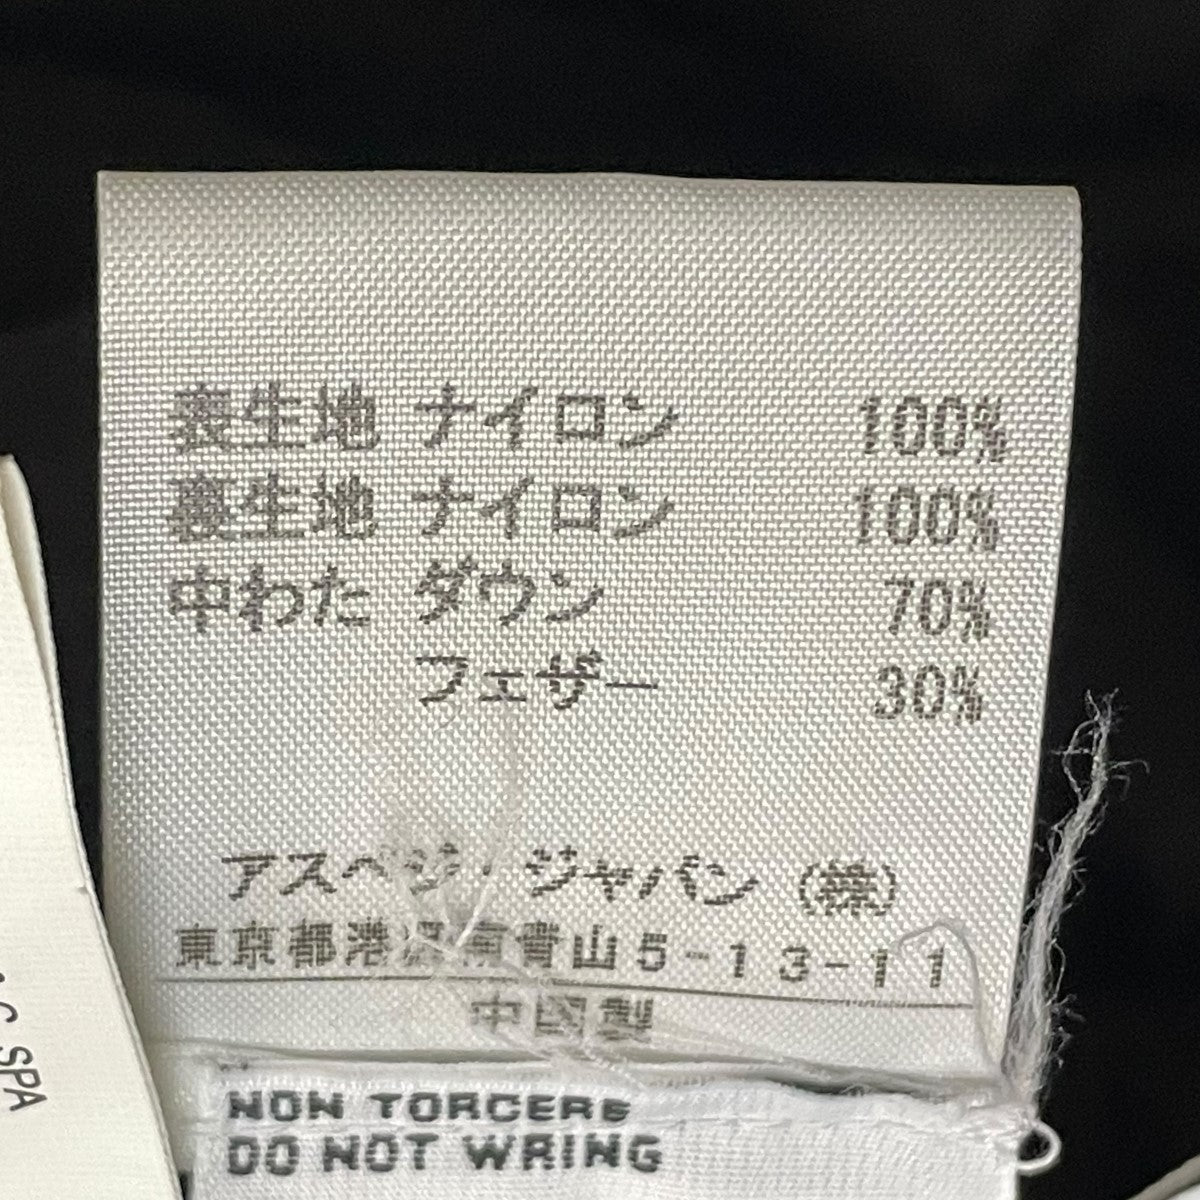 表生地 ナイロン 100%
裏生地 ナイロン 100%
中わた ダウン 70%
フェザー 30%
アスペジ・ジャパン (株)
東京都港区南青山5-13-11
中国製
NON TORCERE
DO NOT WRING
SPA